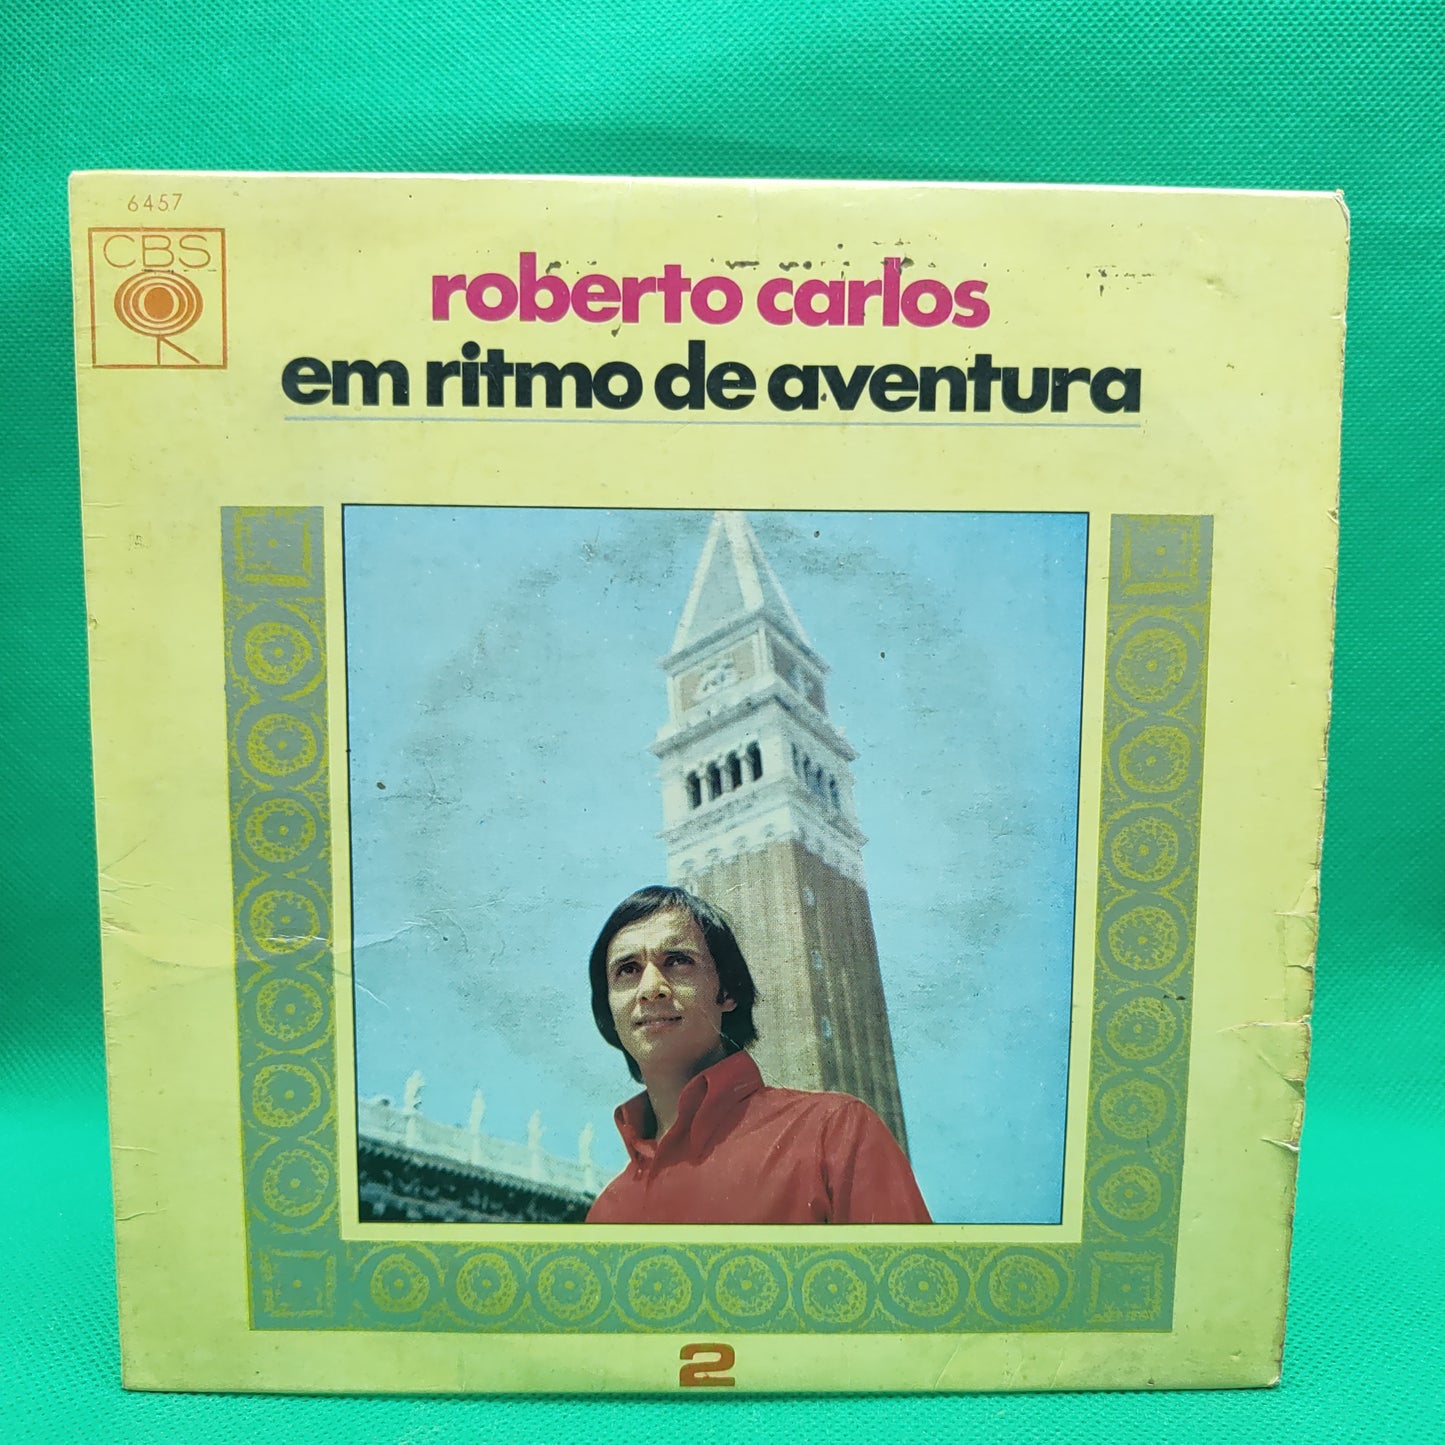 6457
CBS
roberto carlos
em ritmo de aventura
2